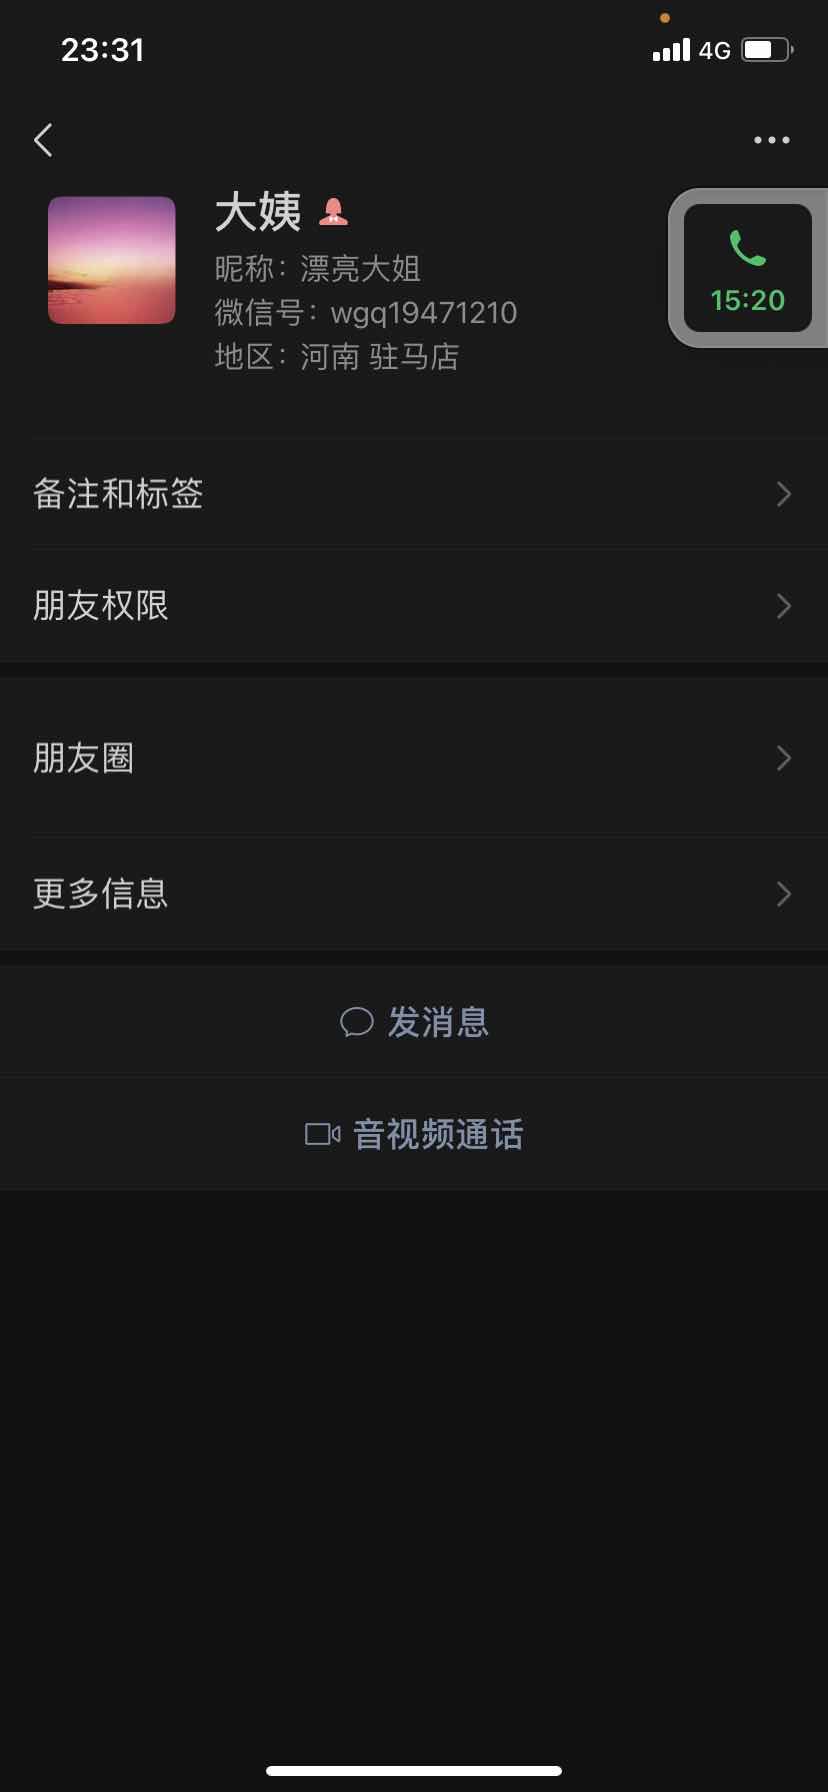 23:31
4G
大姨
昵称：漂亮大姐
微信号：wgq19471210
地区：河南 驻马店
15:20
备注和标签
朋友权限
朋友圈
更多信息
发消息
音视频通话